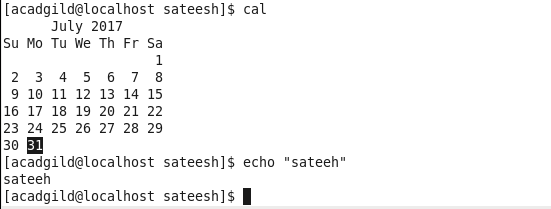 [acadgild@localhost sateesh]$ cal
      July 2017
Su Mo Tu We Th Fr Sa
                   1
 2  3  4  5  6  7  8
 9 10 11 12 13 14 15
16 17 18 19 20 21 22
23 24 25 26 27 28 29
30 31
[acadgild@localhost sateesh]$ echo "sateeh"
sateeh
[acadgild@localhost sateesh]$